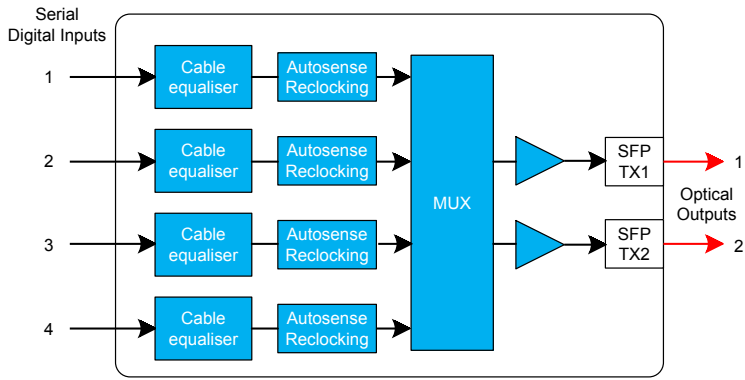 Serial
Digital Inputs
1
Cable
equaliser
Autosense
Reclocking
2
Cable
equaliser
Autosense
Reclocking
3
Cable
equaliser
Autosense
Reclocking
4
Cable
equaliser
Autosense
Reclocking
MUX
SFP
TX1
1
Optical
Outputs
SFP
TX2
2